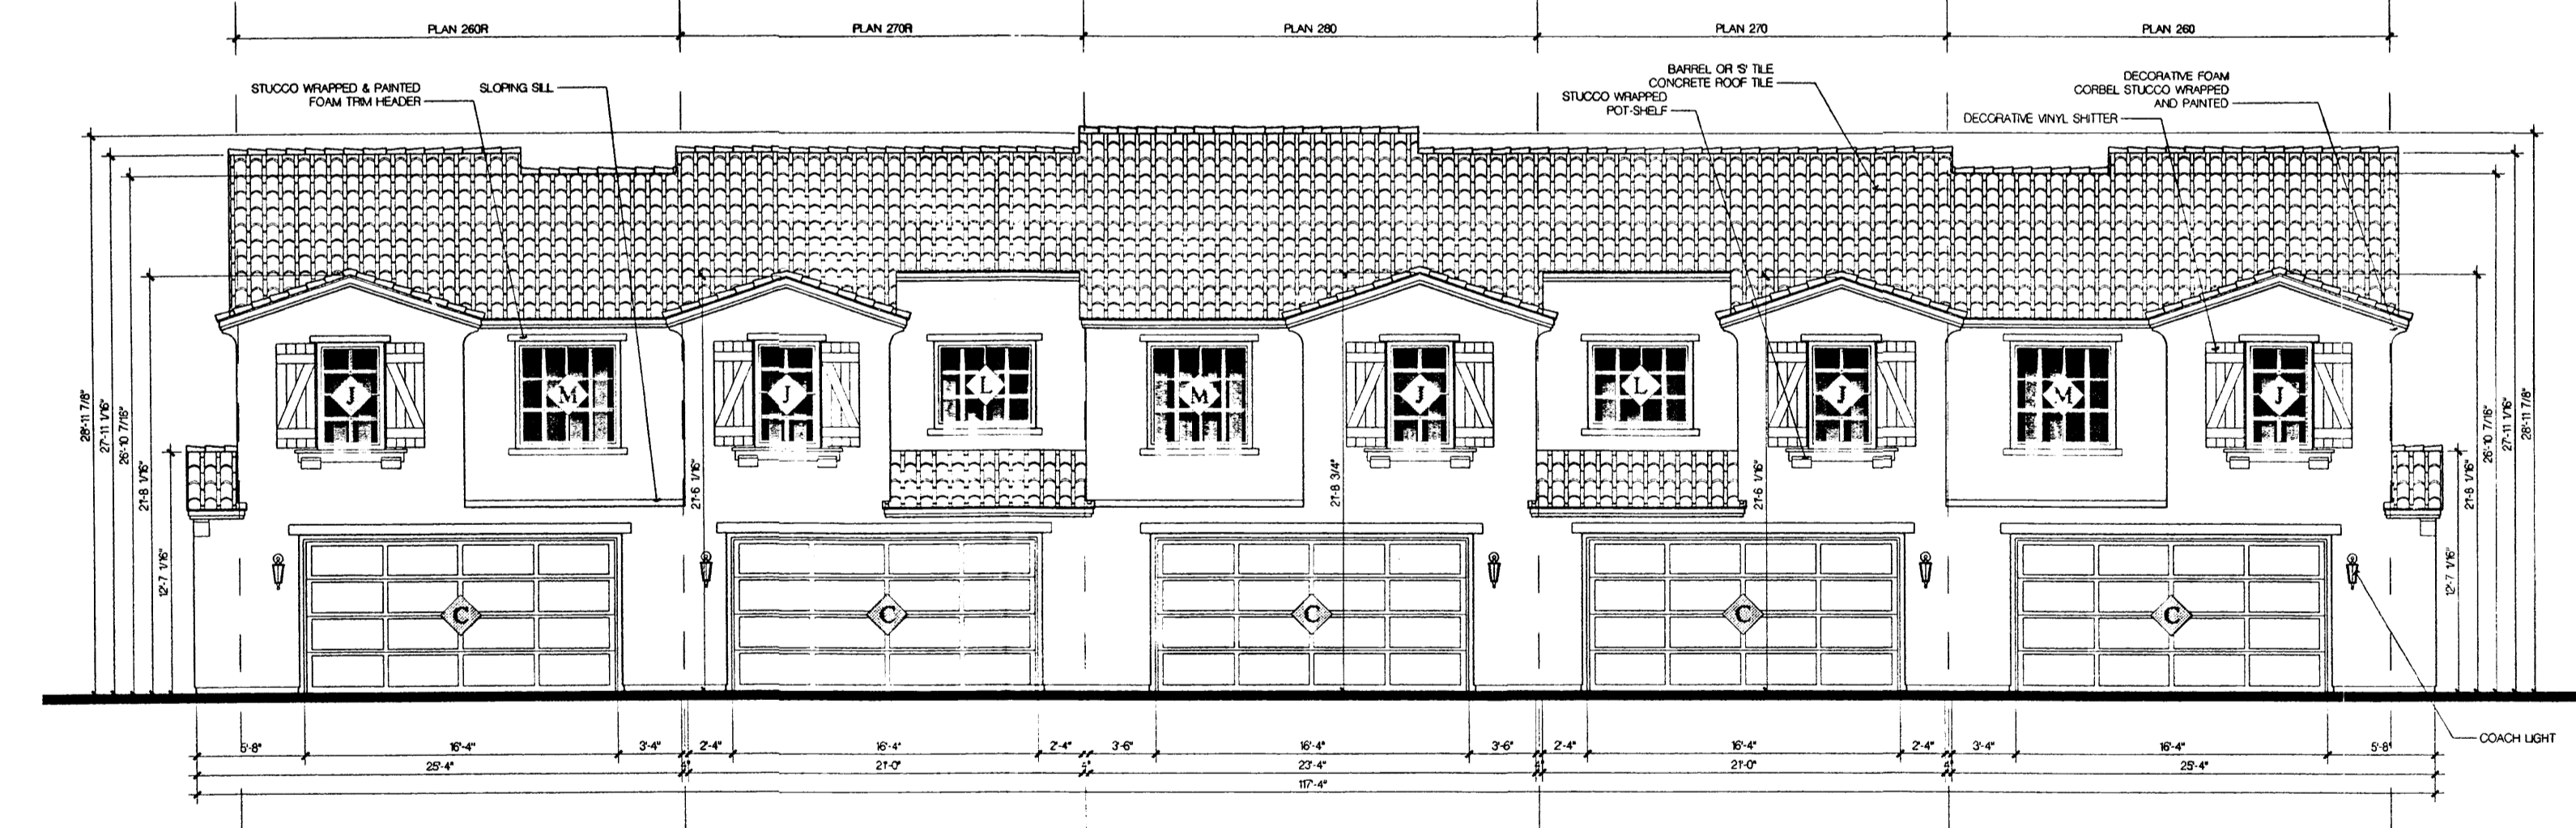 PLAN 260R
PLAN 270R
PLAN 280
PLAN 270
PLAN 260
STUCCO WRAPPED & PAINTED
FOAM TRIM HEADER
SLOPING SILL
BARREL OR 'S' TILE
CONCRETE ROOF TILE
STUCCO WRAPPED
POT-SHELF
DECORATIVE FOAM
CORBEL STUCCO WRAPPED
AND PAINTED
DECORATIVE VINYL SHITTER
28'-11 7/8"
27'-11 1/16"
26'-10 7/16"
21'-8 1/16"
12'-7 1/16"
J
M
J
L
M
J
L
J
M
J
21'-6 1/16"
21'-8 3/4"
21'-6 1/16"
12'-7 1/16"
21'-8 1/16"
26'-10 7/16"
27'-11 1/16"
28'-11 7/8"
C
C
C
C
C
COACH LIGHT
5'-8"
16'-4"
3'-4"
2'-4"
16'-4"
2'-4"
3'-6"
16'-4"
3'-6"
2'-4"
16'-4"
2'-4"
3'-4"
16'-4"
5'-8"
25'-4"
21'-0"
23'-4"
21'-0"
25'-4"
117'-4"